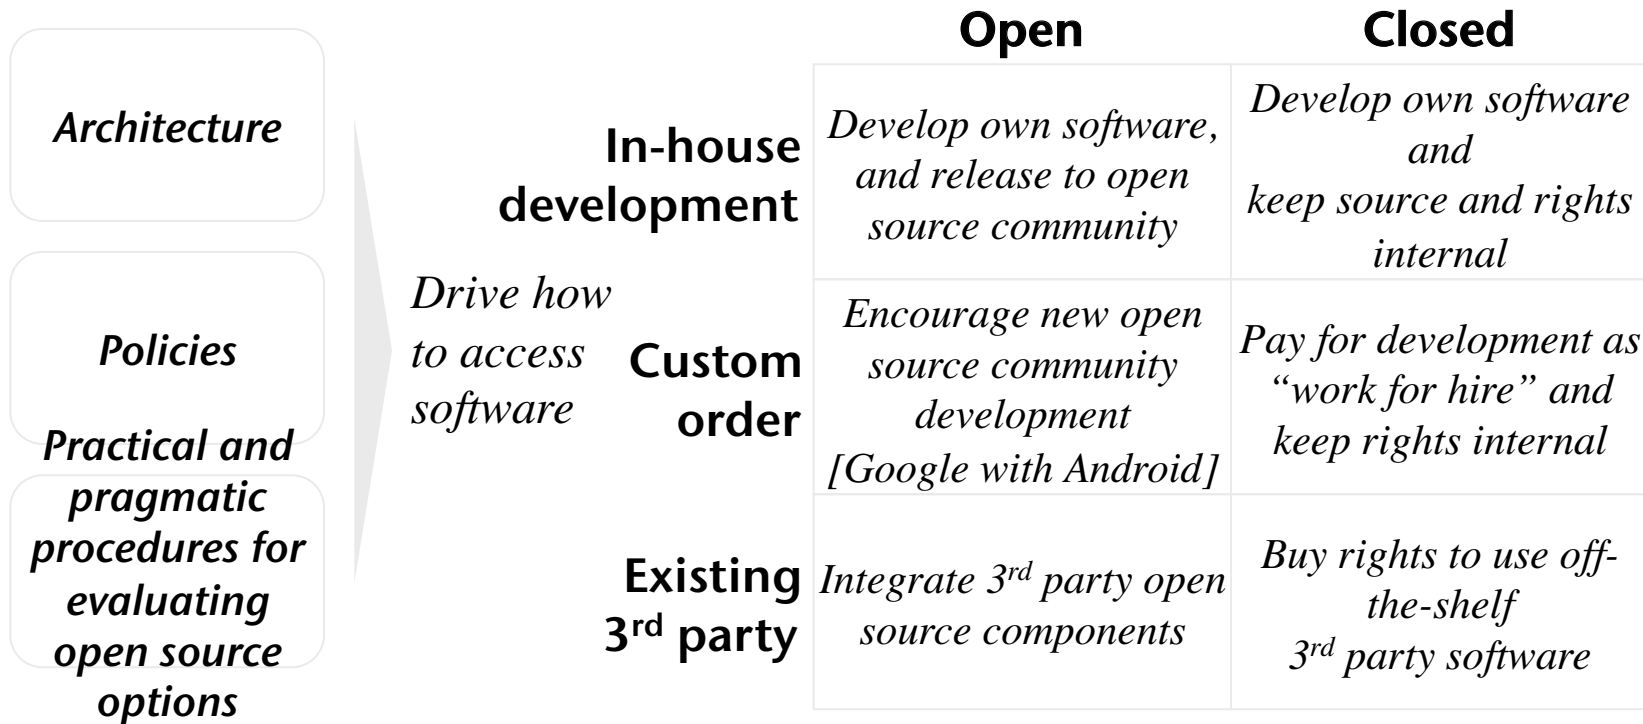 Architecture
Policies
Practical and
pragmatic
procedures for
evaluating
open source
options
Drive how
to access
software
Open
Closed
In-house
development
Develop own software,
and release to open
source community
Develop own software
and
keep source and rights
internal
Custom
order
Encourage new open
source community
development
[Google with Android]
Pay for development as
“work for hire” and
keep rights internal
Existing
3rd party
Integrate 3rd party open
source components
Buy rights to use off-
the-shelf
3rd party software